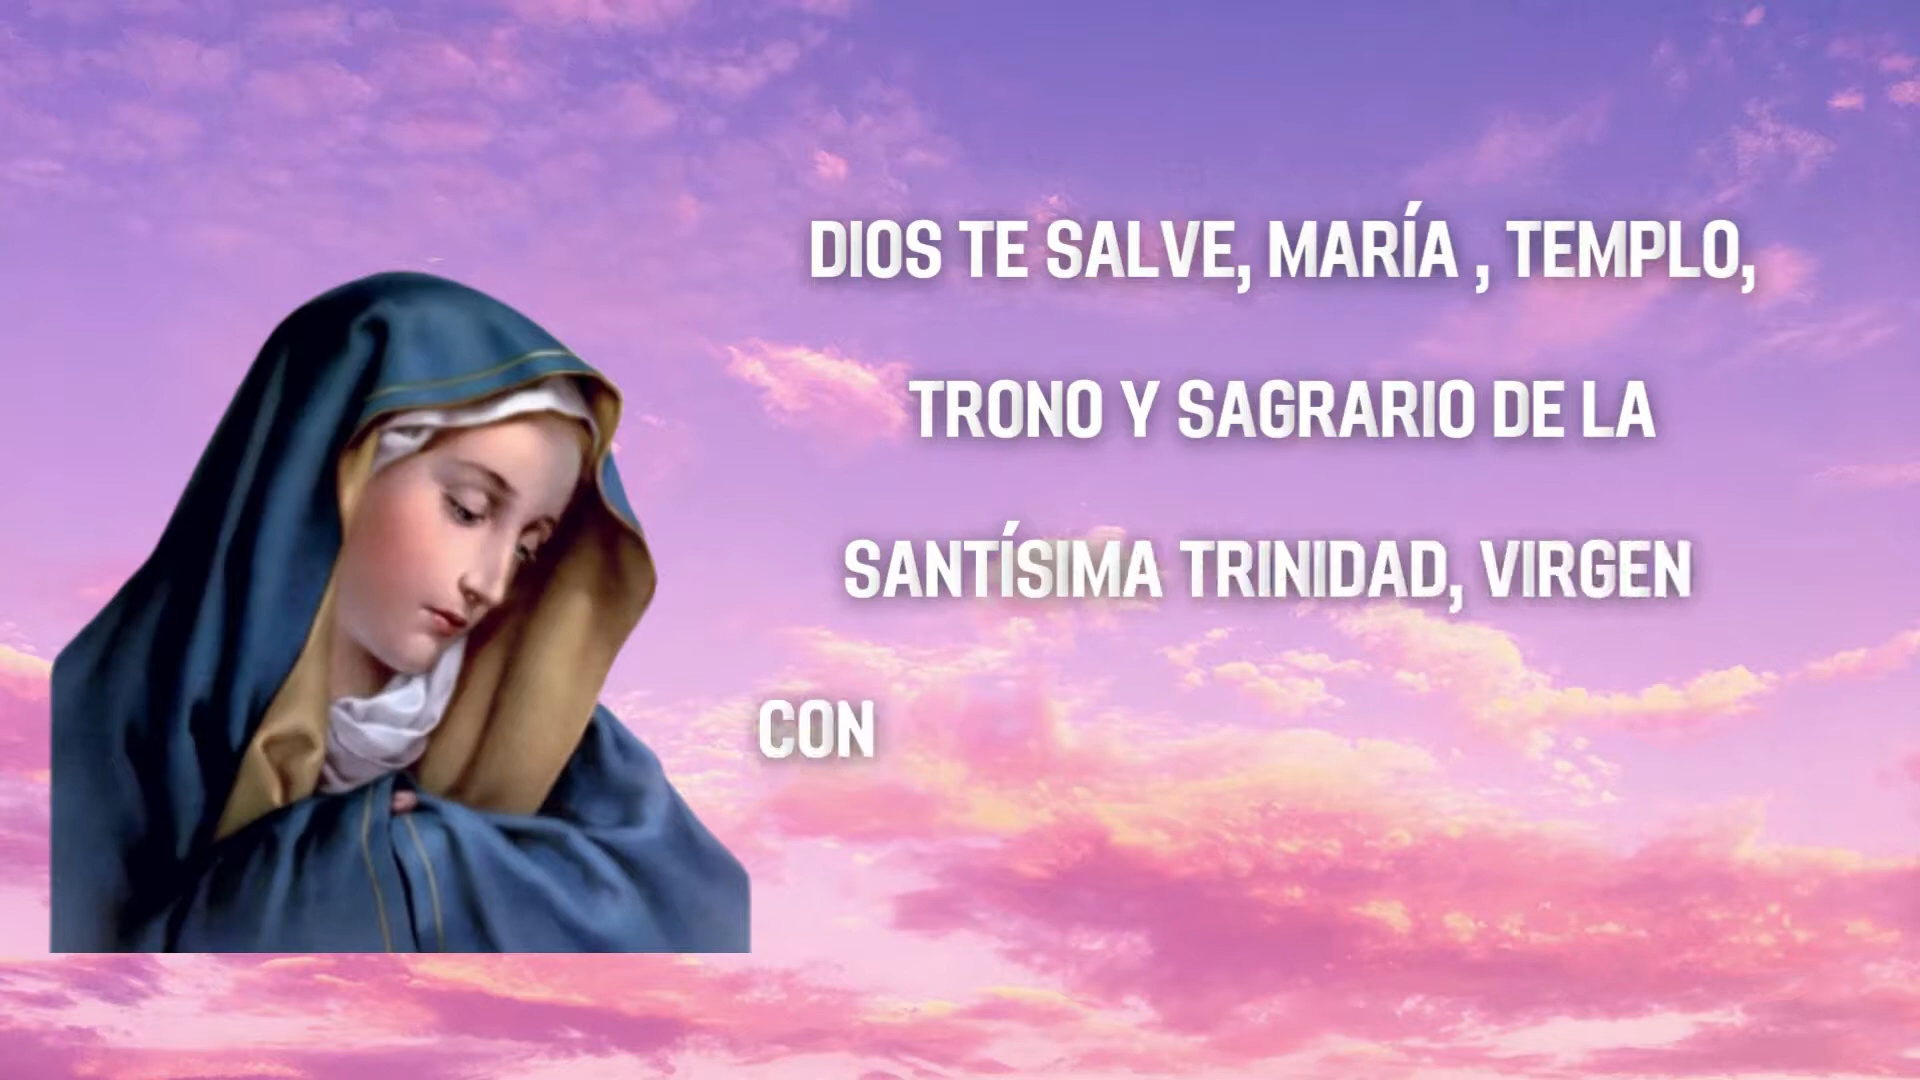 DIOS TE SALVE, MARÍA , TEMPLO,
TRONO Y SAGRARIO DE LA
SANTÍSIMA TRINIDAD, VIRGEN
CON